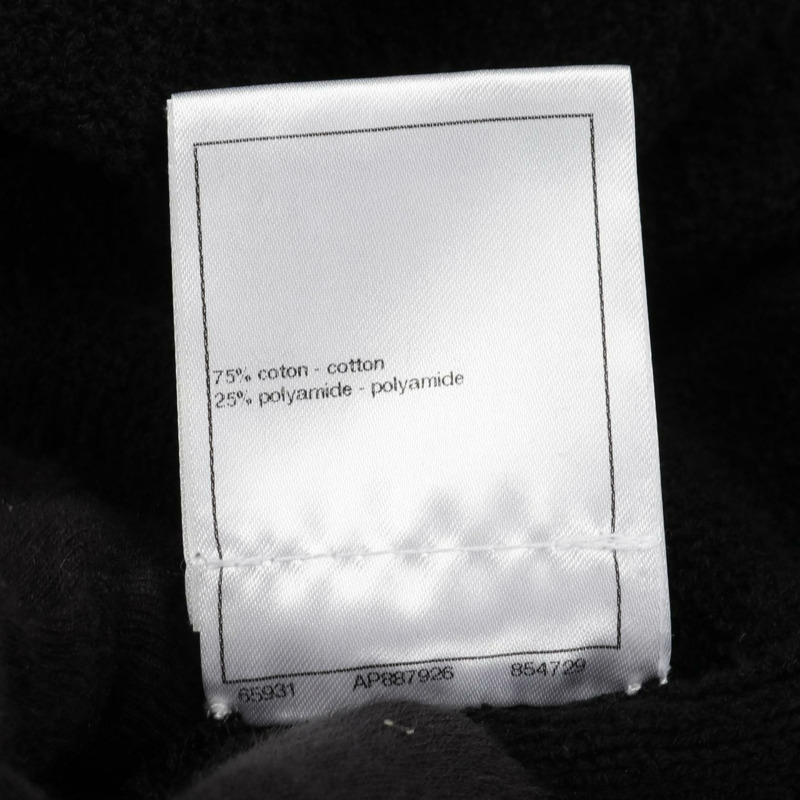 75% coton - cotton
25% polyamide - polyamide
65931 AP887926 854729